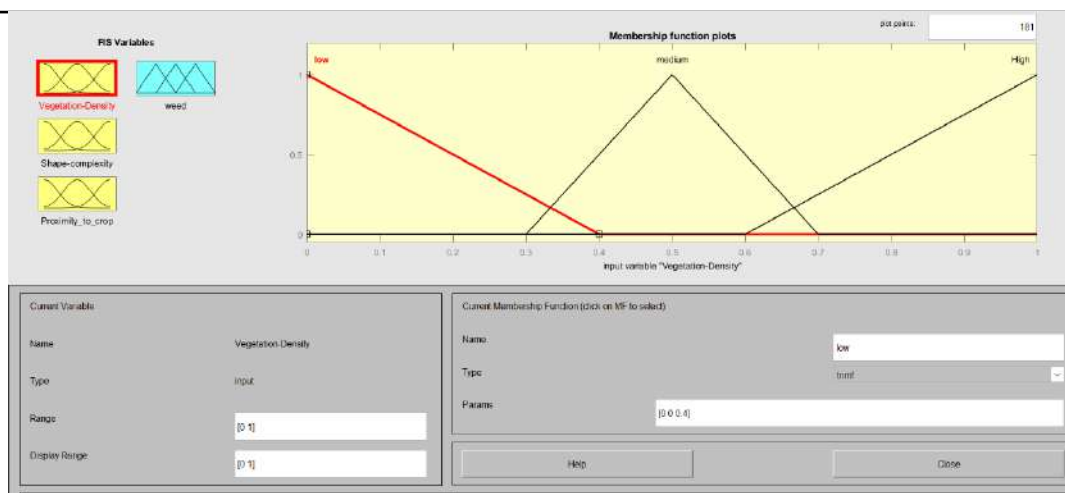 plot points:
181
FIS Variables
Membership function plots
low
medium
High
Vegetation-Density
weed
Shape-complexity
Proximity_to_crop
1
0.5
0
0 0.1 0.2 0.3 0.4 0.5 0.6 0.7 0.8 0.9 1
input variable "Vegetation-Density"
Current Variable
Name Vegetation-Density
Type input
Range [0 1]
Display Range [0 1]
Current Membership Function (click on MF to select)
Name low
Type trimf
Params [0 0 0.4]
Help
Close